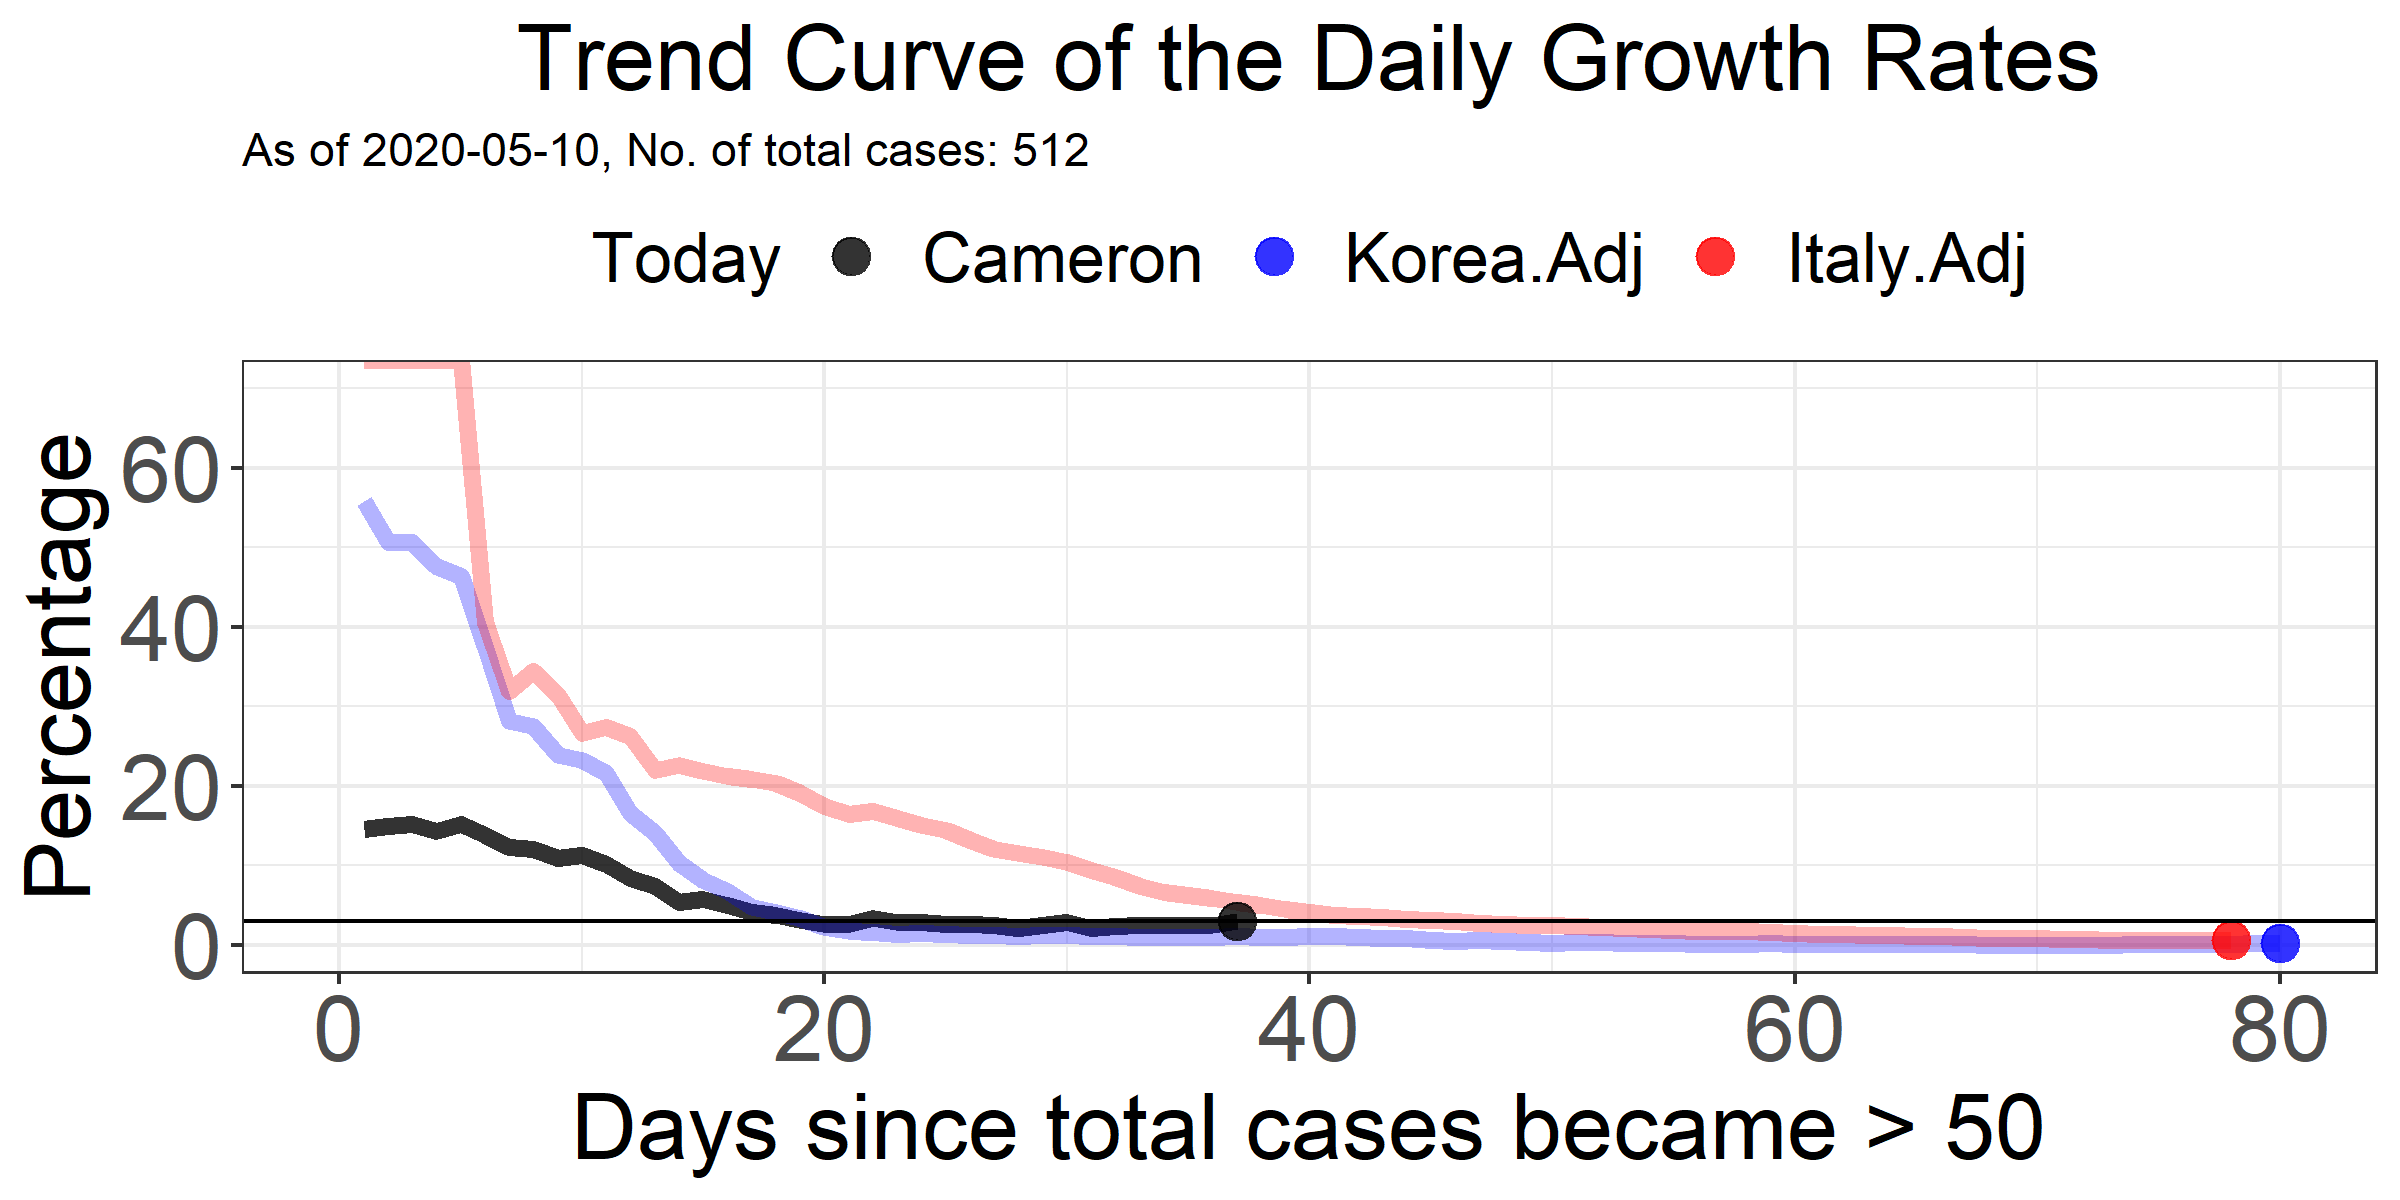 Trend Curve of the Daily Growth Rates
As of 2020-05-10, No. of total cases: 512
Today Cameron Korea.Adj Italy.Adj
Percentage
60
40
20
0
0 20 40 60 80
Days since total cases became > 50